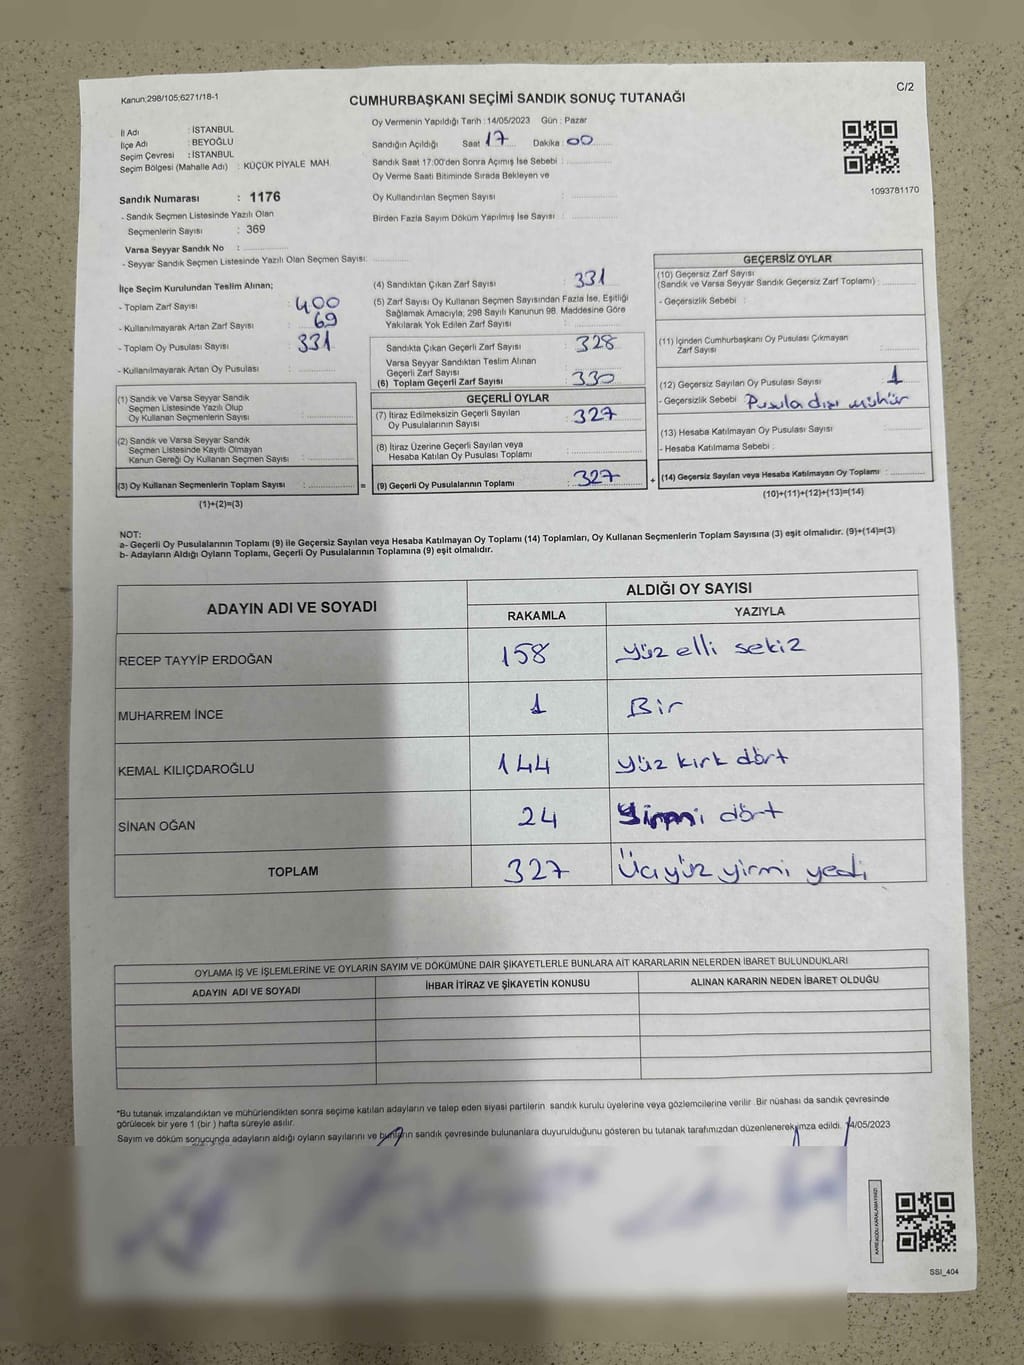 Kanun;298/105;6271/18-1
C/2
CUMHURBAŞKANI SEÇİMİ SANDIK SONUÇ TUTANAĞI
İl Adı : İSTANBUL
İlçe Adı : BEYOĞLU
Seçim Çevresi : İSTANBUL
Seçim Bölgesi (Mahalle Adı) : KÜÇÜK PİYALE MAH.
Sandık Numarası : 1176
- Sandık Seçmen Listesinde Yazılı Olan
Seçmenlerin Sayısı : 369
Varsa Seyyar Sandık No :
- Seyyar Sandık Seçmen Listesinde Yazılı Olan Seçmen Sayısı:
Oy Vermenin Yapıldığı Tarih : 14/05/2023 Gün : Pazar
Sandığın Açıldığı Saat : 17 Dakika : 00
Sandık Saat 17:00'den Sonra Açımış İse Sebebi :
Oy Verme Saati Bitiminde Sırada Bekleyen ve
Oy Kullandırılan Seçmen Sayısı :
Birden Fazla Sayım Döküm Yapılmış İse Sayısı :
1093781170
İlçe Seçim Kurulundan Teslim Alınan;
- Toplam Zarf Sayısı : 400
- Kullanılmayarak Artan Zarf Sayısı : 69
- Toplam Oy Pusulası Sayısı : 331
- Kullanılmayarak Artan Oy Pusulası :
(1) Sandık ve Varsa Seyyar Sandık
Seçmen Listesinde Yazılı Olup
Oy Kullanan Seçmenlerin Sayısı :
(2) Sandık ve Varsa Seyyar Sandık
Seçmen Listesinde Kayıtlı Olmayan
Kanun Gereği Oy Kullanan Seçmen Sayısı :
(3) Oy Kullanan Seçmenlerin Toplam Sayısı : =
(1)+(2)=(3)
(4) Sandıktan Çıkan Zarf Sayısı : 331
(5) Zarf Sayısı Oy Kullanan Seçmen Sayısından Fazla İse, Eşitliği
Sağlamak Amacıyla; 298 Sayılı Kanunun 98. Maddesine Göre
Yakılarak Yok Edilen Zarf Sayısı :
Sandıkta Çıkan Geçerli Zarf Sayısı : 328
Varsa Seyyar Sandıktan Teslim Alınan
Geçerli Zarf Sayısı :
(6) Toplam Geçerli Zarf Sayısı : 330
GEÇERLİ OYLAR
(7) İtiraz Edilmeksizin Geçerli Sayılan
Oy Pusulalarının Sayısı : 327
(8) İtiraz Üzerine Geçerli Sayılan veya
Hesaba Katılan Oy Pusulası Toplamı :
(9) Geçerli Oy Pusulalarının Toplamı : 327 +
GEÇERSİZ OYLAR
(10) Geçersiz Zarf Sayısı
(Sandık ve Varsa Seyyar Sandık Geçersiz Zarf Toplamı) :
- Geçersizlik Sebebi :
(11) İçinden Cumhurbaşkanı Oy Pusulası Çıkmayan
Zarf Sayısı :
(12) Geçersiz Sayılan Oy Pusulası Sayısı : 1
- Geçersizlik Sebebi : Pusula dışı mühür
(13) Hesaba Katılmayan Oy Pusulası Sayısı :
- Hesaba Katılmama Sebebi :
(14) Geçersiz Sayılan veya Hesaba Katılmayan Oy Toplamı :
(10)+(11)+(12)+(13)=(14)
NOT:
a- Geçerli Oy Pusulalarının Toplamı (9) ile Geçersiz Sayılan veya Hesaba Katılmayan Oy Toplamı (14) Toplamları, Oy Kullanan Seçmenlerin Toplam Sayısına (3) eşit olmalıdır. (9)+(14)=(3)
b- Adayların Aldığı Oyların Toplamı, Geçerli Oy Pusulalarının Toplamına (9) eşit olmalıdır.
ADAYIN ADI VE SOYADI
ALDIĞI OY SAYISI
RAKAMLA YAZIYLA
RECEP TAYYİP ERDOĞAN 158 yüz elli sekiz
MUHARREM İNCE 1 Bir
KEMAL KILIÇDAROĞLU 144 yüz kırk dört
SİNAN OĞAN 24 yirmi dört
TOPLAM 327 Üçyüz yirmi yedi
OYLAMA İŞ VE İŞLEMLERİNE VE OYLARIN SAYIM VE DÖKÜMÜNE DAİR ŞİKAYETLERLE BUNLARA AİT KARARLARIN NELERDEN İBARET BULUNDUKLARI
ADAYIN ADI VE SOYADI İHBAR İTİRAZ VE ŞİKAYETİN KONUSU ALINAN KARARIN NEDEN İBARET OLDUĞU
*Bu tutanak imzalandıktan ve mühürlendikten sonra seçime katılan adayların ve talep eden siyasi partilerin sandık kurulu üyelerine veya gözlemcilerine verilir. Bir nüshası da sandık çevresinde
görülecek bir yere 1 (bir ) hafta süreyle asılır.
Sayım ve döküm sonucunda adayların aldığı oyların sayılarını ve bunların sandık çevresinde bulunanlara duyurulduğunu gösteren bu tutanak tarafımızdan düzenlenerek imza edildi. 14/05/2023
KAREKODU KARALAMAYINIZ!
SSI_404